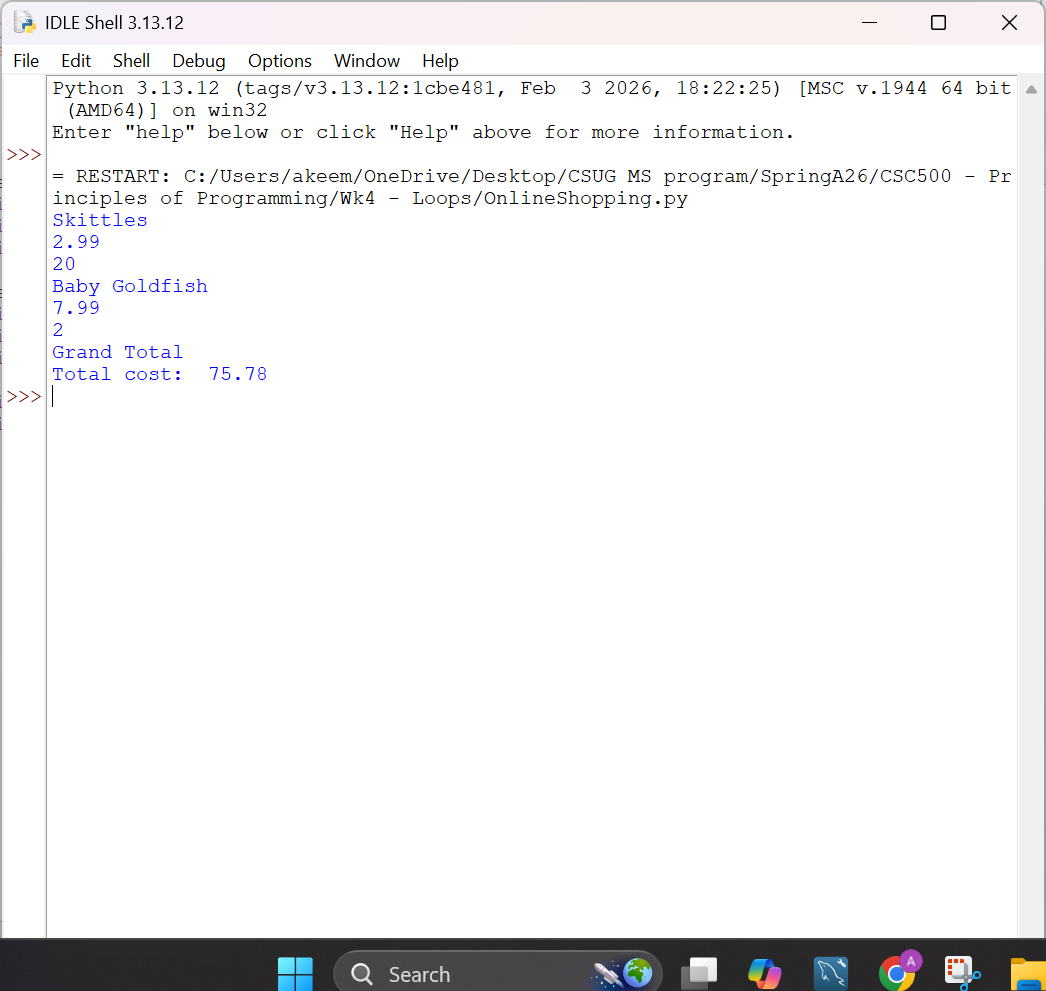 IDLE Shell 3.13.12
File Edit Shell Debug Options Window Help
Python 3.13.12 (tags/v3.13.12:1cbe481, Feb  3 2026, 18:22:25) [MSC v.1944 64 bit
 (AMD64)] on win32
Enter "help" below or click "Help" above for more information.
>>>
= RESTART: C:/Users/akeem/OneDrive/Desktop/CSUG MS program/SpringA26/CSC500 - Pr
inciples of Programming/Wk4 - Loops/OnlineShopping.py
Skittles
2.99
20
Baby Goldfish
7.99
2
Grand Total
Total cost:  75.78
>>>
Search
A